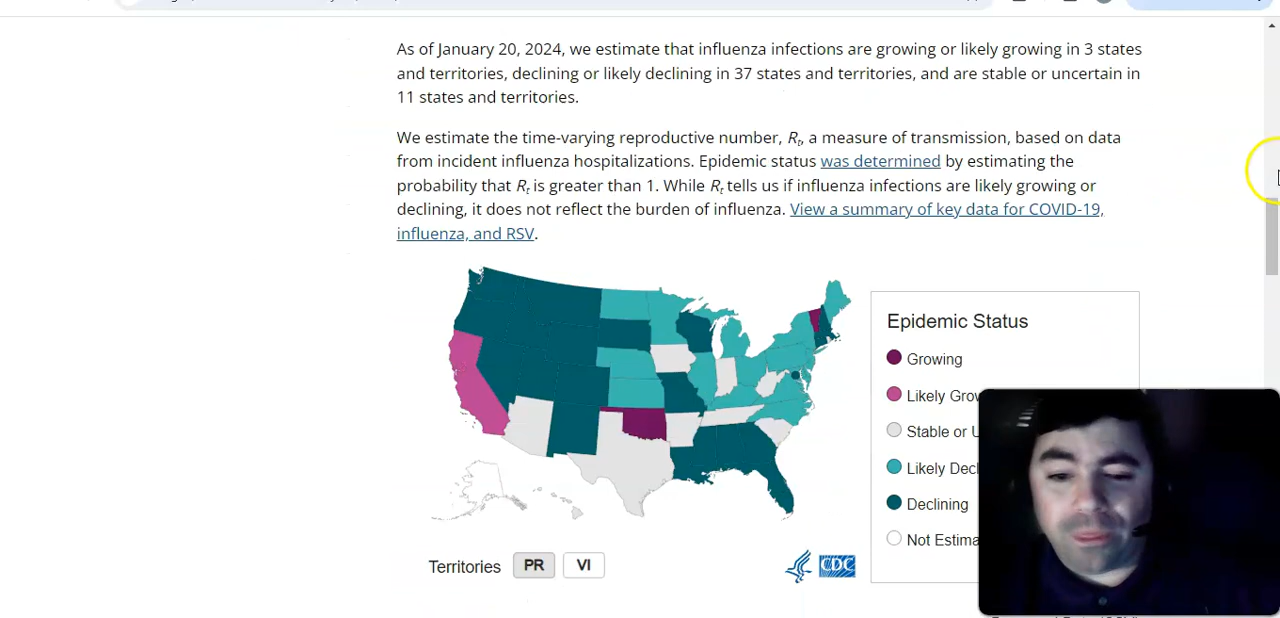 As of January 20, 2024, we estimate that influenza infections are growing or likely growing in 3 states
and territories, declining or likely declining in 37 states and territories, and are stable or uncertain in
11 states and territories.
We estimate the time-varying reproductive number, Rt, a measure of transmission, based on data
from incident influenza hospitalizations. Epidemic status was determined by estimating the
probability that Rt is greater than 1. While Rt tells us if influenza infections are likely growing or
declining, it does not reflect the burden of influenza. View a summary of key data for COVID-19,
influenza, and RSV.
Epidemic Status
Growing
Likely Grow
Stable or U
Likely Decl
Declining
Not Estima
Territories PR VI
CDC